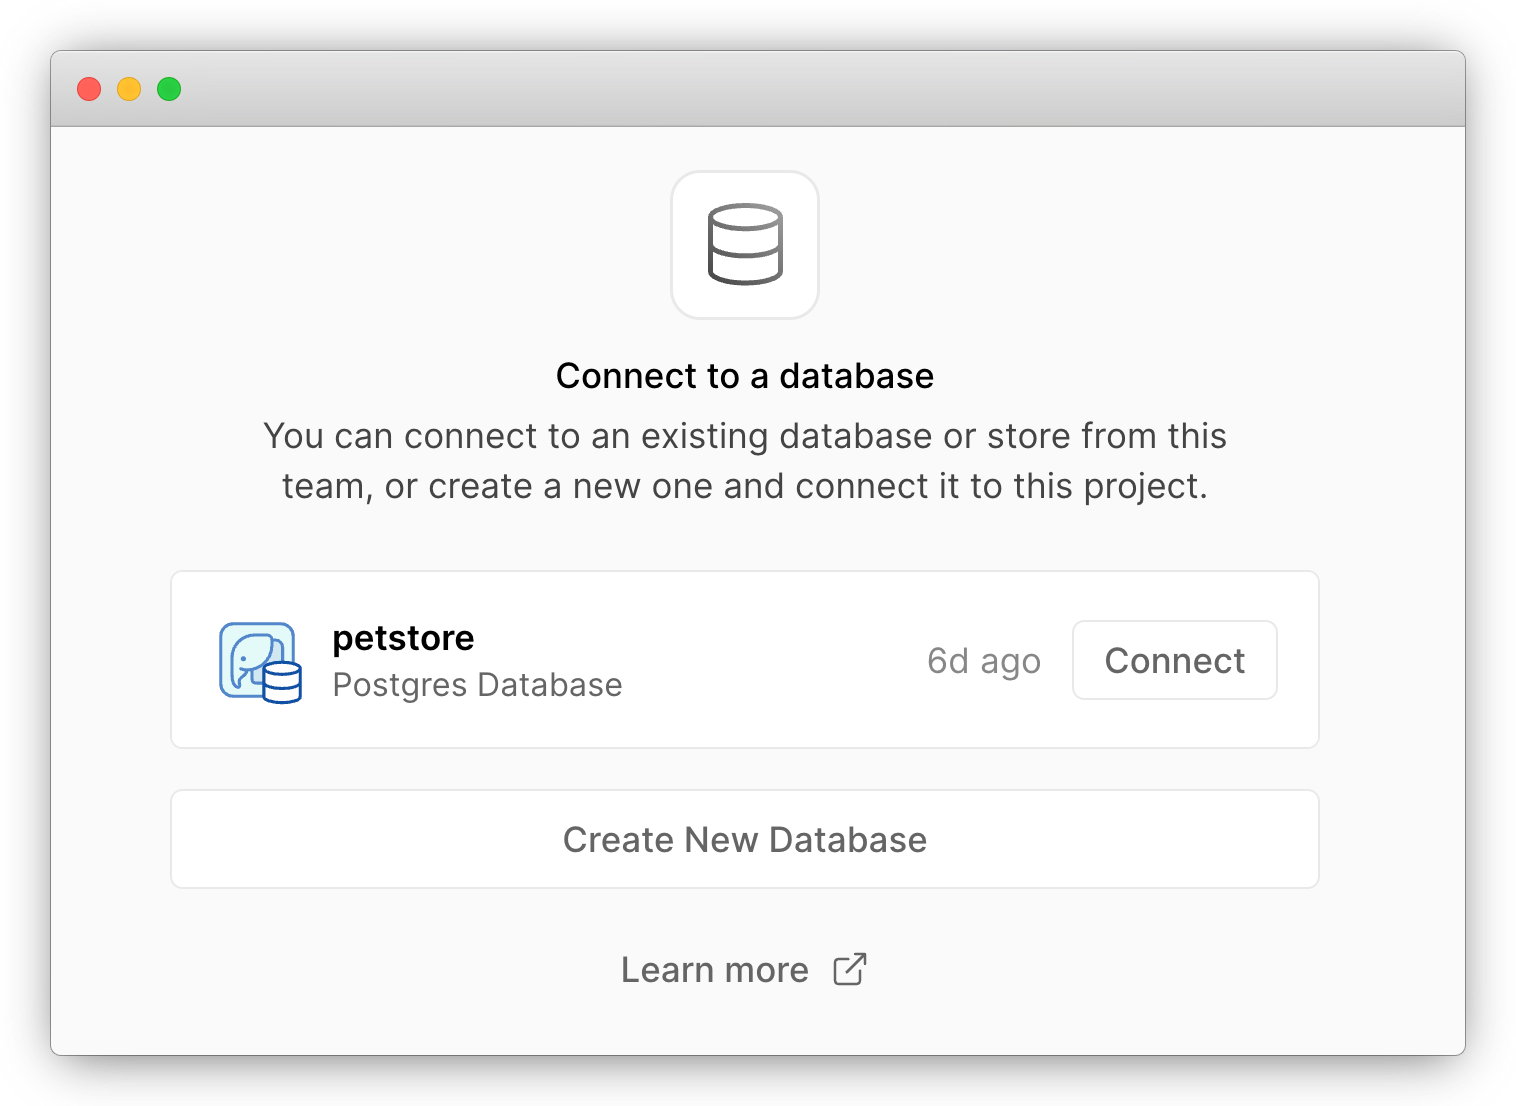 Connect to a database
You can connect to an existing database or store from this
team, or create a new one and connect it to this project.
petstore
Postgres Database
6d ago
Connect
Create New Database
Learn more